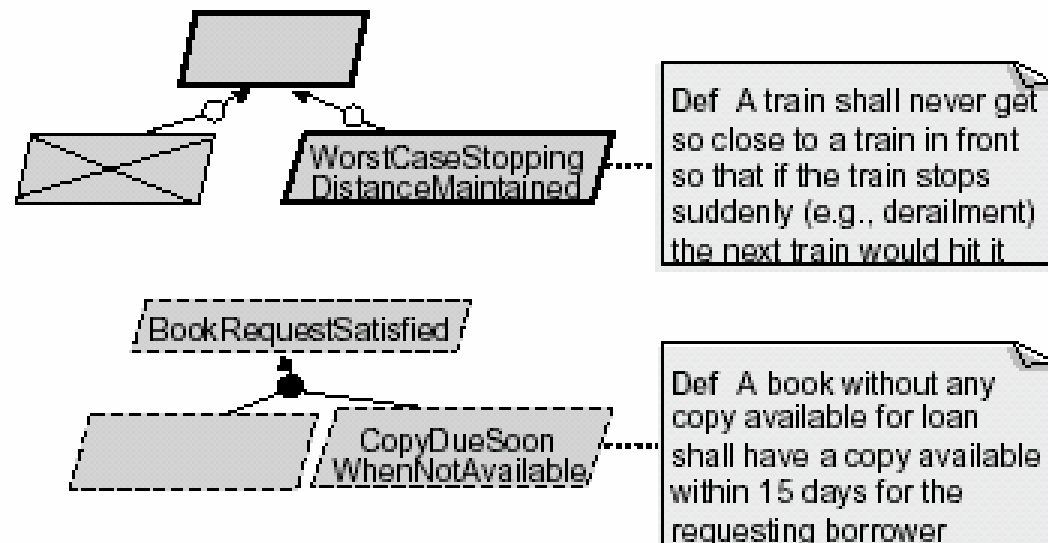 WorstCaseStopping
DistanceMaintained
Def A train shall never get
so close to a train in front
so that if the train stops
suddenly (e.g., derailment)
the next train would hit it
BookRequestSatisfied
CopyDueSoon
WhenNotAvailable
Def A book without any
copy available for loan
shall have a copy available
within 15 days for the
requesting borrower